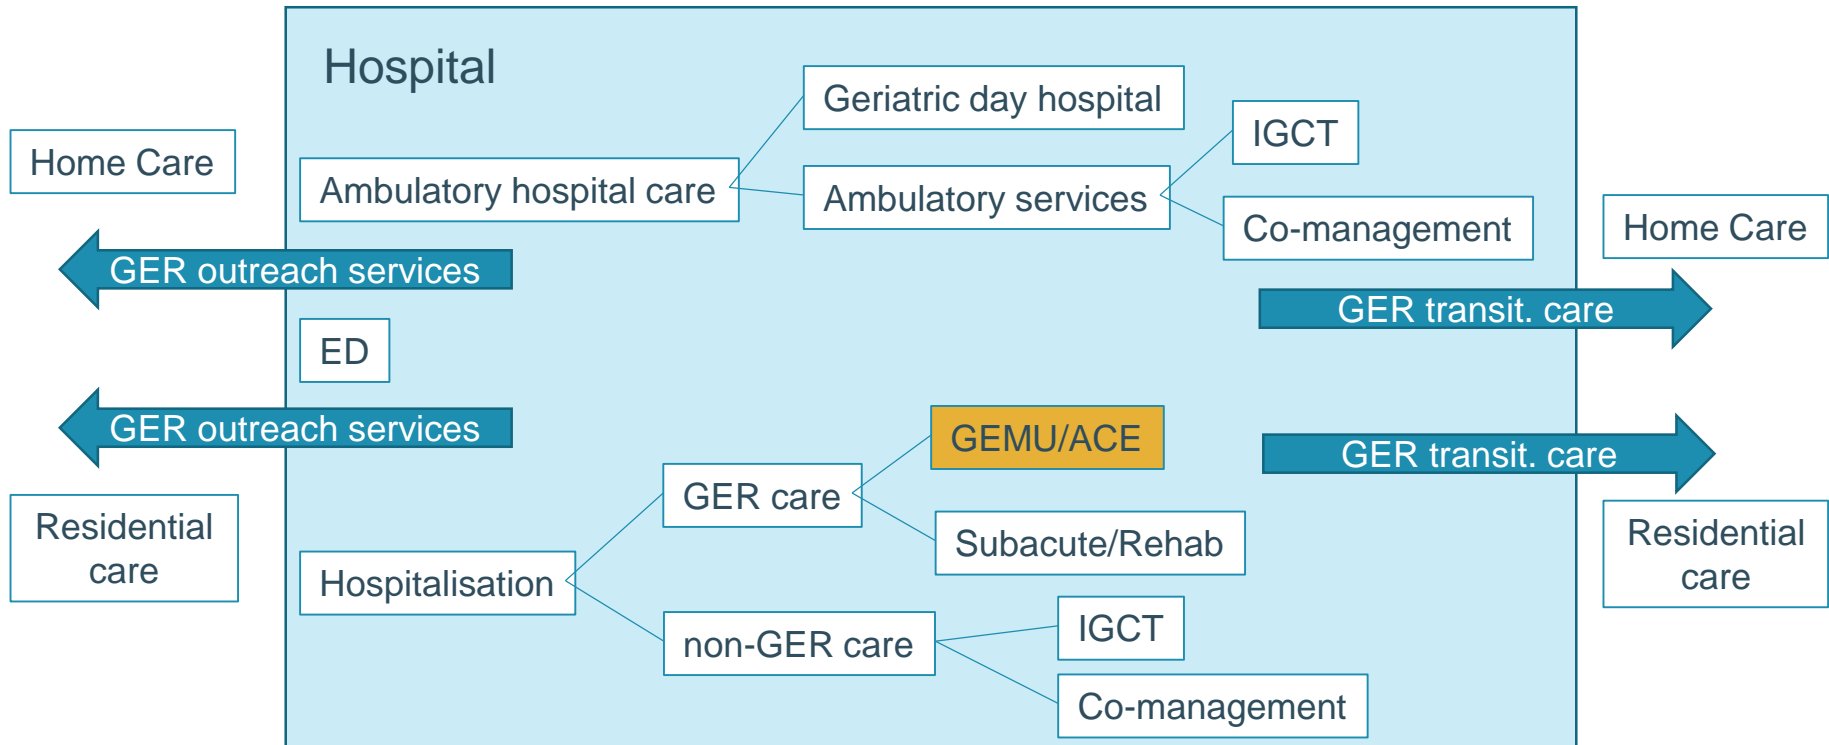 Hospital
Geriatric day hospital
IGCT
Home Care
Ambulatory hospital care
Ambulatory services
Co-management
Home Care
GER outreach services
GER transit. care
ED
GER outreach services
GEMU/ACE
GER transit. care
GER care
Residential
care
Subacute/Rehab
Residential
care
Hospitalisation
IGCT
non-GER care
Co-management